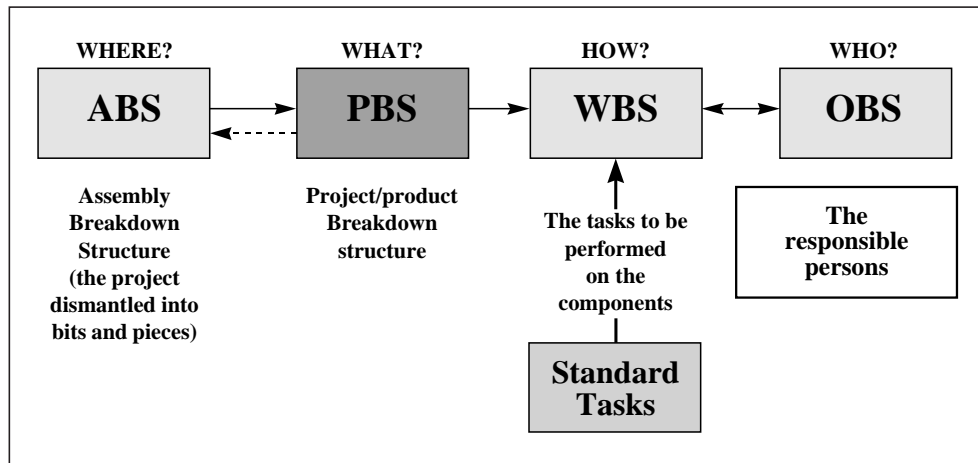 WHERE?
WHAT?
HOW?
WHO?
ABS
PBS
WBS
OBS
Assembly
Breakdown
Structure
(the project
dismantled into
bits and pieces)
Project/product
Breakdown
structure
The tasks to be
performed
on the
components
The
responsible
persons
Standard
Tasks